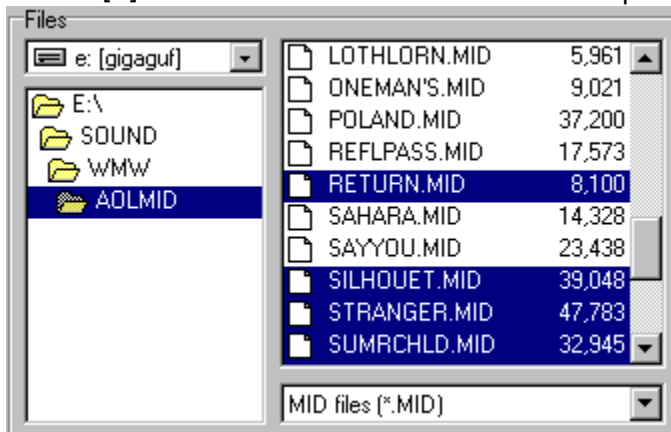 Files
e: [gigaguf]
E:\
SOUND
WMW
AOLMID
LOTHLORN.MID 5,961
ONEMAN'S.MID 9,021
POLAND.MID 37,200
REFLPASS.MID 17,573
RETURN.MID 8,100
SAHARA.MID 14,328
SAYYOU.MID 23,438
SILHOUET.MID 39,048
STRANGER.MID 47,783
SUMRCHLD.MID 32,945
MID files (*.MID)